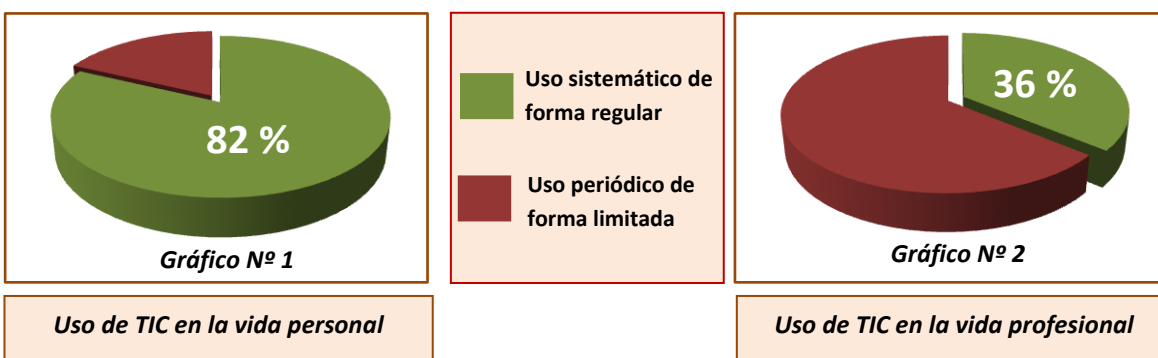 82 %
Gráfico Nº 1
Uso de TIC en la vida personal
Uso sistemático de
forma regular
Uso periódico de
forma limitada
36 %
Gráfico Nº 2
Uso de TIC en la vida profesional